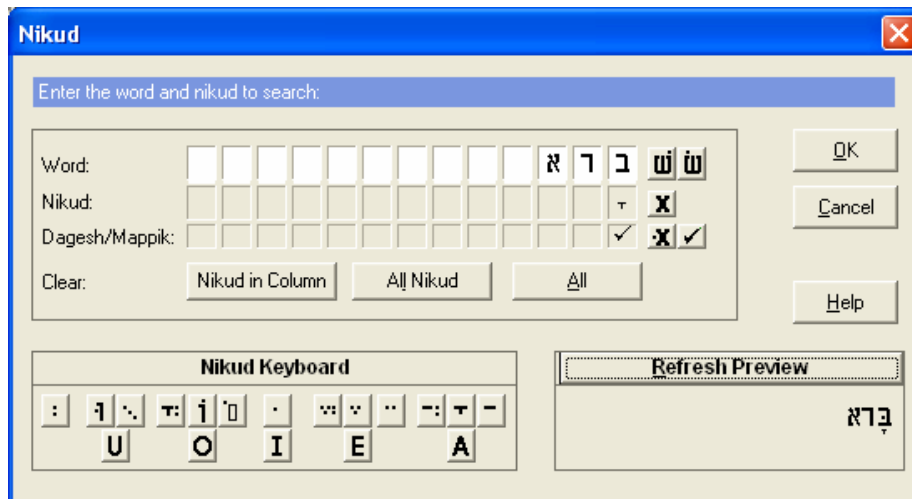 Nikud
Enter the word and nikud to search:
Word: ב ר א שׁ שׂ
Nikud: X
Dagesh/Mappik: ✓ ·X ✓
Clear: Nikud in Column All Nikud All
OK
Cancel
Help
Nikud Keyboard
U O I E A
Refresh Preview
בָּרא